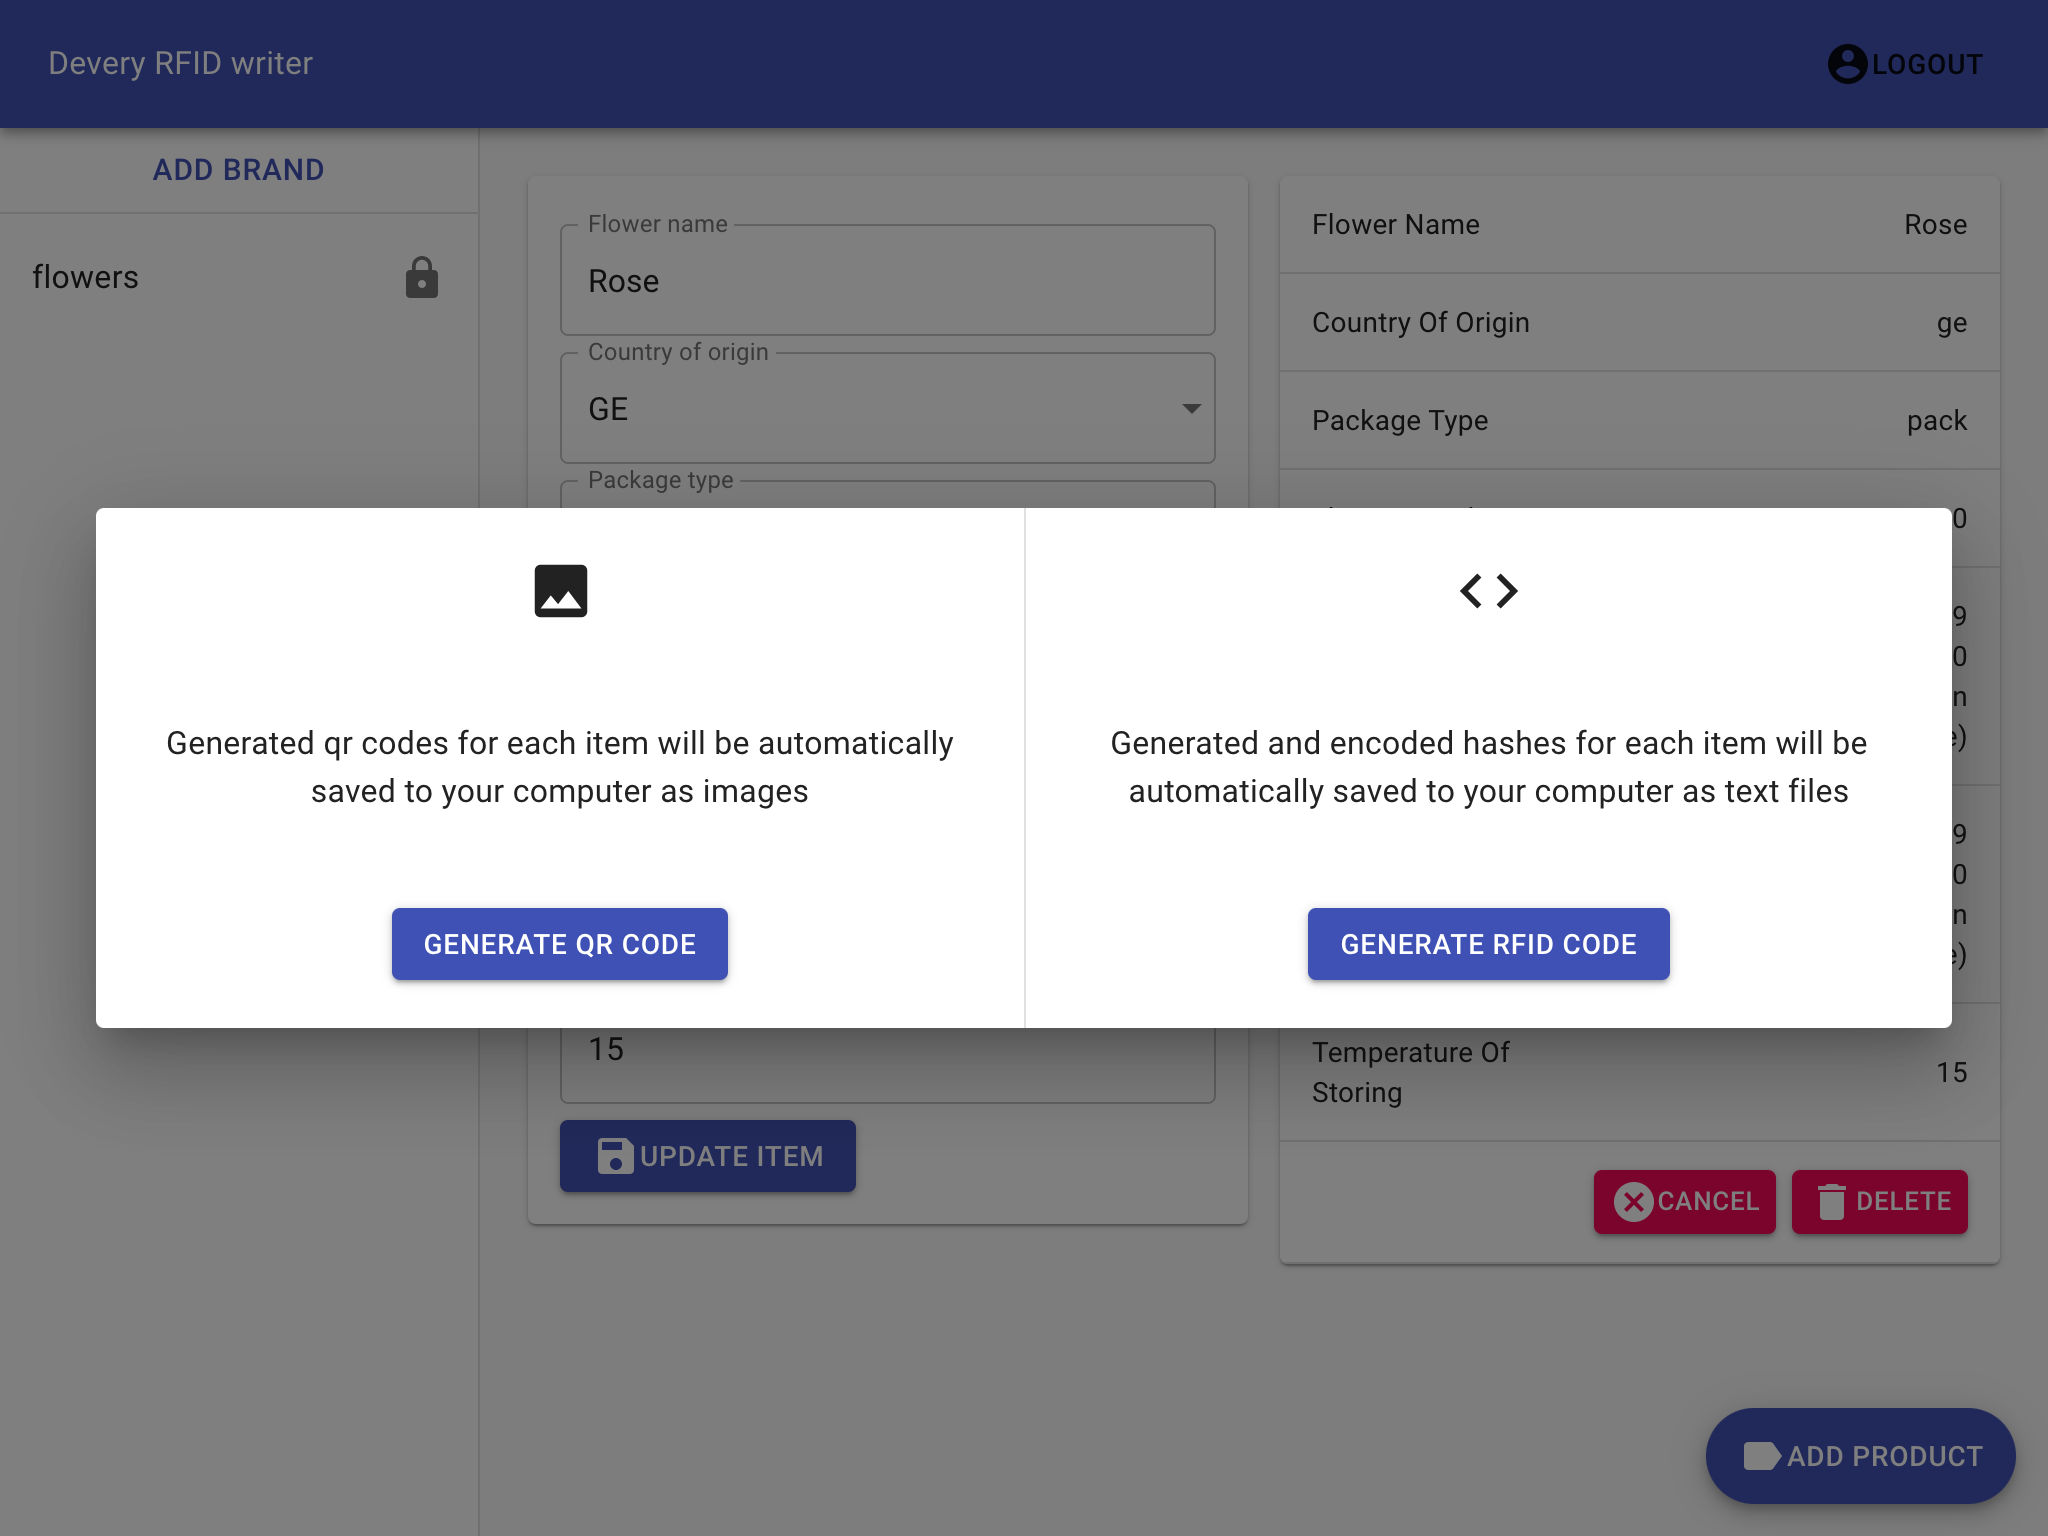 Devery RFID writer
LOGOUT
ADD BRAND
flowers
Flower name
Rose
Country of origin
GE
Package type
Flower Name
Rose
Country Of Origin
ge
Package Type
pack
0
9
0
n
e)
9
0
n
e)
Generated qr codes for each item will be automatically
saved to your computer as images
GENERATE QR CODE
Generated and encoded hashes for each item will be
automatically saved to your computer as text files
GENERATE RFID CODE
15
UPDATE ITEM
Temperature Of
Storing
15
CANCEL
DELETE
ADD PRODUCT